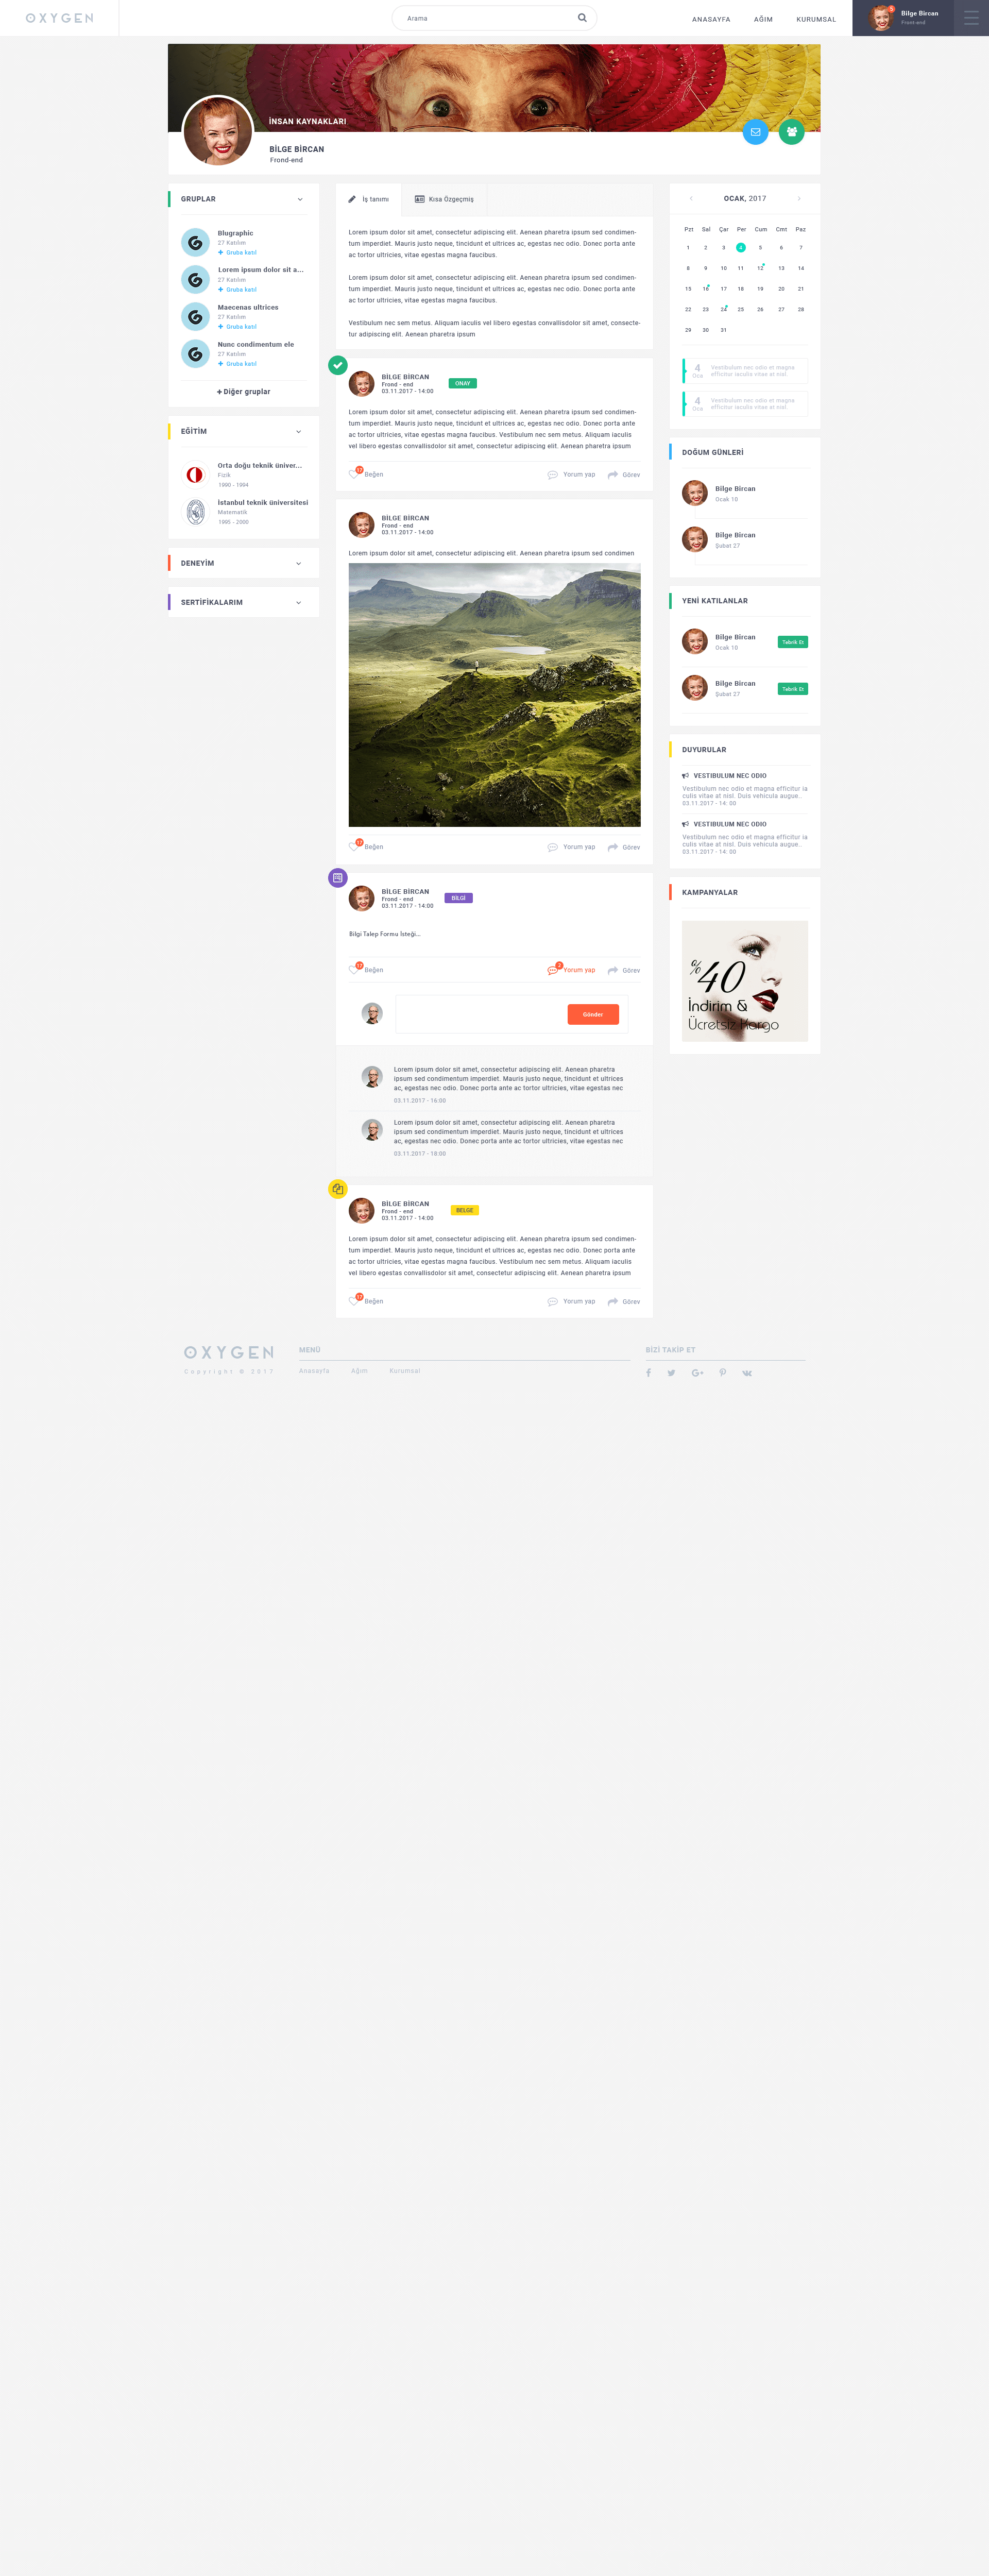 OXYGEN
Arama
ANASAYFA
AĞIM
KURUMSAL
5
Bilge Bircan
Front-end
İNSAN KAYNAKLARI
BİLGE BİRCAN
Frond-end
GRUPLAR
Blugraphic
27 Katılım
Gruba katıl
Lorem ipsum dolor sit a...
27 Katılım
Gruba katıl
Maecenas ultrices
27 Katılım
Gruba katıl
Nunc condimentum ele
27 Katılım
Gruba katıl
Diğer gruplar
EĞİTİM
Orta doğu teknik üniver...
Fizik
1990 - 1994
İstanbul teknik üniversitesi
Matematik
1995 - 2000
DENEYİM
SERTİFİKALARIM
İş tanımı
Kısa Özgeçmiş
Lorem ipsum dolor sit amet, consectetur adipiscing elit. Aenean pharetra ipsum sed condimen-
tum imperdiet. Mauris justo neque, tincidunt et ultrices ac, egestas nec odio. Donec porta ante
ac tortor ultricies, vitae egestas magna faucibus.
Lorem ipsum dolor sit amet, consectetur adipiscing elit. Aenean pharetra ipsum sed condimen-
tum imperdiet. Mauris justo neque, tincidunt et ultrices ac, egestas nec odio. Donec porta ante
ac tortor ultricies, vitae egestas magna faucibus.
Vestibulum nec sem metus. Aliquam iaculis vel libero egestas convallisdolor sit amet, consecte-
tur adipiscing elit. Aenean pharetra ipsum
BİLGE BİRCAN
Frond - end
03.11.2017 - 14:00
ONAY
Lorem ipsum dolor sit amet, consectetur adipiscing elit. Aenean pharetra ipsum sed condimen-
tum imperdiet. Mauris justo neque, tincidunt et ultrices ac, egestas nec odio. Donec porta ante
ac tortor ultricies, vitae egestas magna faucibus. Vestibulum nec sem metus. Aliquam iaculis
vel libero egestas convallisdolor sit amet, consectetur adipiscing elit. Aenean pharetra ipsum
17
Beğen
Yorum yap
Görev
BİLGE BİRCAN
Frond - end
03.11.2017 - 14:00
Lorem ipsum dolor sit amet, consectetur adipiscing elit. Aenean pharetra ipsum sed condimen
17
Beğen
Yorum yap
Görev
BİLGE BİRCAN
Frond - end
03.11.2017 - 14:00
BİLGİ
Bilgi Talep Formu İsteği...
17
Beğen
2
Yorum yap
Görev
Gönder
Lorem ipsum dolor sit amet, consectetur adipiscing elit. Aenean pharetra
ipsum sed condimentum imperdiet. Mauris justo neque, tincidunt et ultrices
ac, egestas nec odio. Donec porta ante ac tortor ultricies, vitae egestas nec
03.11.2017 - 16:00
Lorem ipsum dolor sit amet, consectetur adipiscing elit. Aenean pharetra
ipsum sed condimentum imperdiet. Mauris justo neque, tincidunt et ultrices
ac, egestas nec odio. Donec porta ante ac tortor ultricies, vitae egestas nec
03.11.2017 - 18:00
BİLGE BİRCAN
Frond - end
03.11.2017 - 14:00
BELGE
Lorem ipsum dolor sit amet, consectetur adipiscing elit. Aenean pharetra ipsum sed condimen-
tum imperdiet. Mauris justo neque, tincidunt et ultrices ac, egestas nec odio. Donec porta ante
ac tortor ultricies, vitae egestas magna faucibus. Vestibulum nec sem metus. Aliquam iaculis
vel libero egestas convallisdolor sit amet, consectetur adipiscing elit. Aenean pharetra ipsum
17
Beğen
Yorum yap
Görev
OCAK, 2017
Pzt Sal Çar Per Cum Cmt Paz
1 2 3 4 5 6 7
8 9 10 11 12 13 14
15 16 17 18 19 20 21
22 23 24 25 26 27 28
29 30 31
4
Oca
Vestibulum nec odio et magna
efficitur iaculis vitae at nisl.
4
Oca
Vestibulum nec odio et magna
efficitur iaculis vitae at nisl.
DOĞUM GÜNLERİ
Bilge Bircan
Ocak 10
Bilge Bircan
Şubat 27
YENİ KATILANLAR
Bilge Bircan
Ocak 10
Tebrik Et
Bilge Bircan
Şubat 27
Tebrik Et
DUYURULAR
VESTIBULUM NEC ODIO
Vestibulum nec odio et magna efficitur ia
culis vitae at nisl. Duis vehicula augue..
03.11.2017 - 14: 00
VESTIBULUM NEC ODIO
Vestibulum nec odio et magna efficitur ia
culis vitae at nisl. Duis vehicula augue..
03.11.2017 - 14: 00
KAMPANYALAR
%40
İndirim &
Ücretsiz Kargo
OXYGEN
Copyright © 2017
MENÜ
Anasayfa
Ağım
Kurumsal
BİZİ TAKİP ET